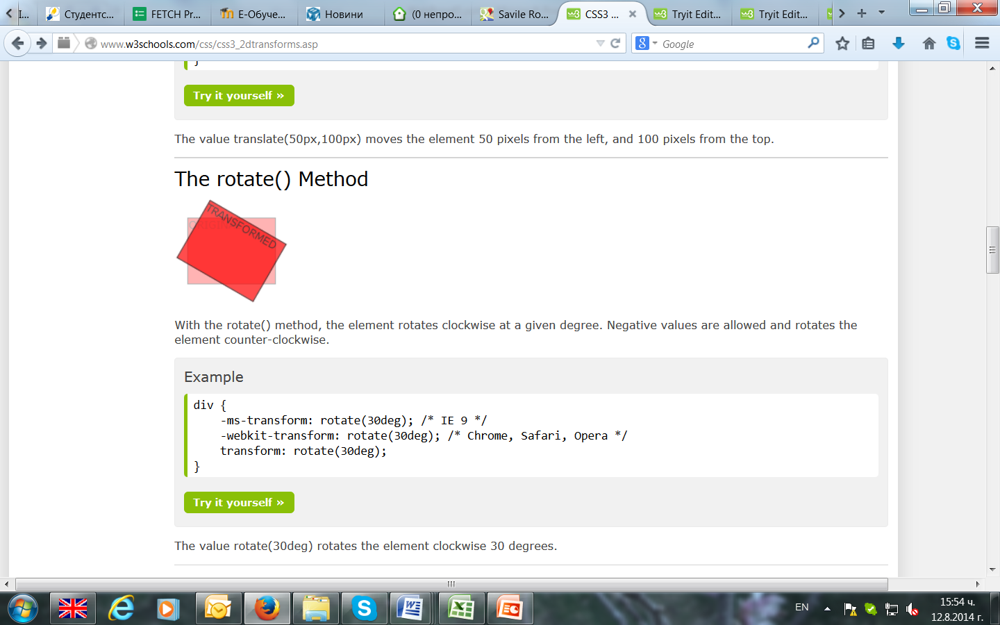 I...
Студентс...
FETCH Pr...
Е-Обуче...
Новини
(0 непро...
Savile Ro...
CSS3 ...
Tryit Edit...
Tryit Edit...
www.w3schools.com/css/css3_2dtransforms.asp
Google
}
Try it yourself »
The value translate(50px,100px) moves the element 50 pixels from the left, and 100 pixels from the top.
The rotate() Method
TRANSFORMED
With the rotate() method, the element rotates clockwise at a given degree. Negative values are allowed and rotates the
element counter-clockwise.
Example
div {
-ms-transform: rotate(30deg); /* IE 9 */
-webkit-transform: rotate(30deg); /* Chrome, Safari, Opera */
transform: rotate(30deg);
}
Try it yourself »
The value rotate(30deg) rotates the element clockwise 30 degrees.
EN
15:54 ч.
12.8.2014 г.